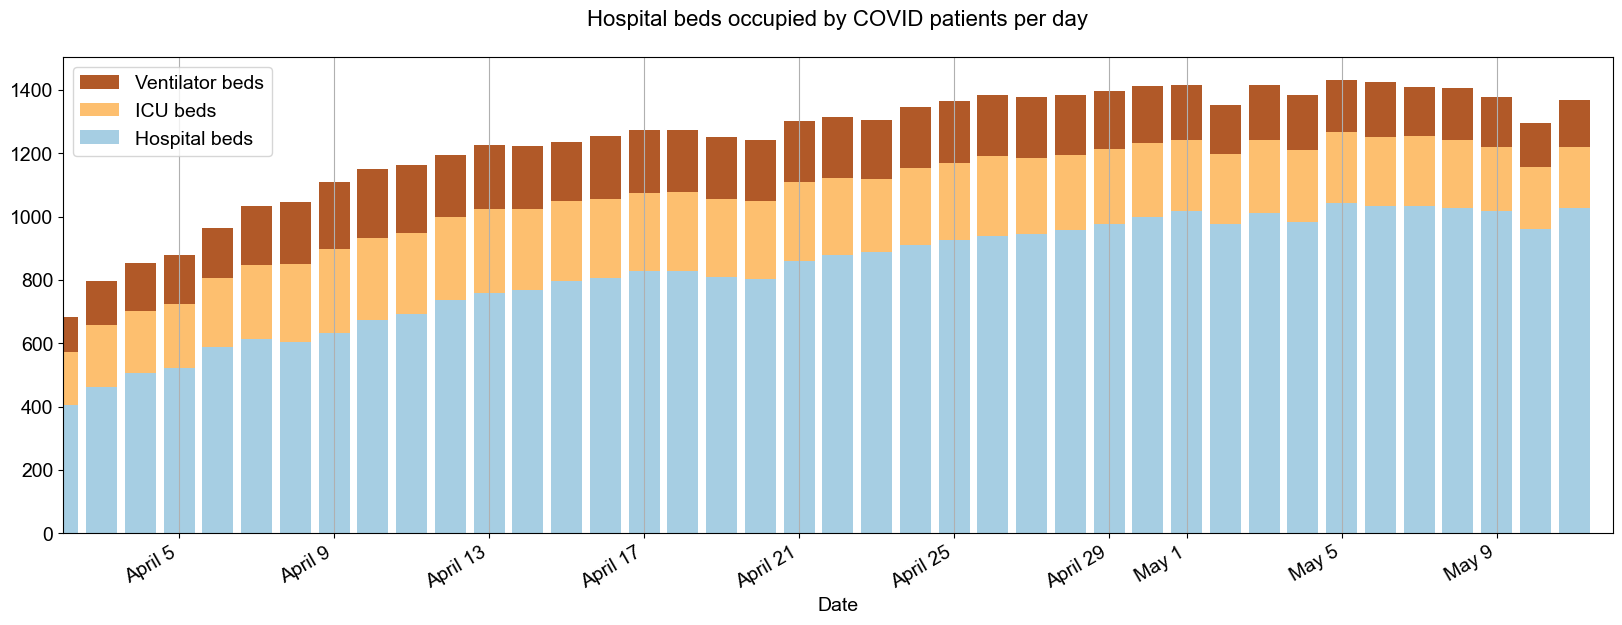 Hospital beds occupied by COVID patients per day
Ventilator beds
ICU beds
Hospital beds
1400
1200
1000
800
600
400
200
0
April 5
April 9
April 13
April 17
April 21
April 25
April 29
May 1
May 5
May 9
Date